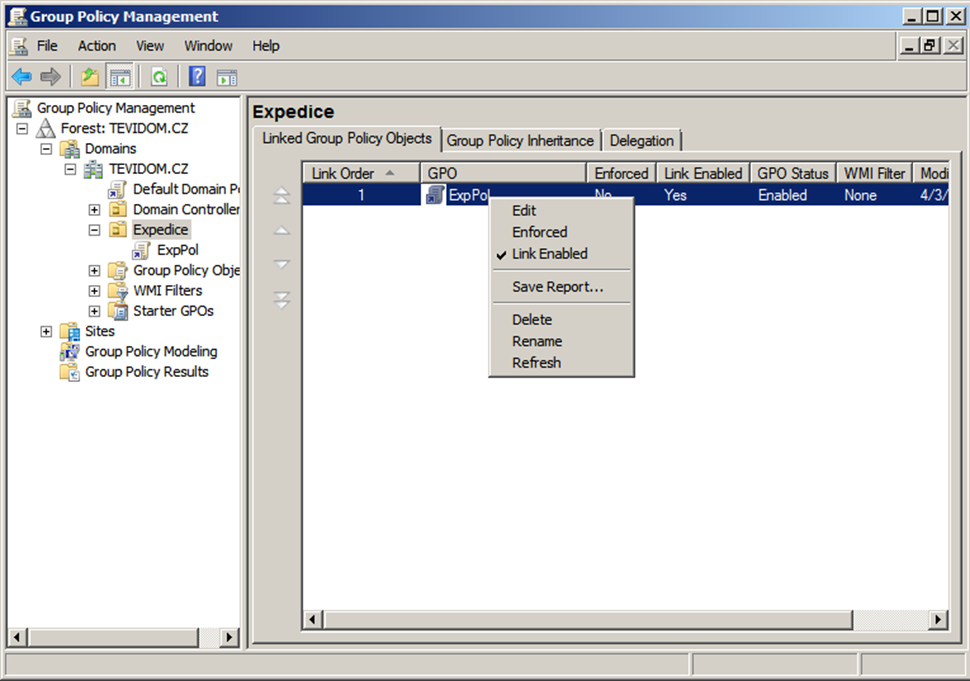 Group Policy Management
File Action View Window Help
Group Policy Management
Forest: TEVIDOM.CZ
Domains
TEVIDOM.CZ
Default Domain Po
Domain Controller
Expedice
ExpPol
Group Policy Obje
WMI Filters
Starter GPOs
Sites
Group Policy Modeling
Group Policy Results
Expedice
Linked Group Policy Objects Group Policy Inheritance Delegation
Link Order GPO Enforced Link Enabled GPO Status WMI Filter Modi
1 ExpPol No Yes Enabled None 4/3/
Edit
Enforced
Link Enabled
Save Report...
Delete
Rename
Refresh